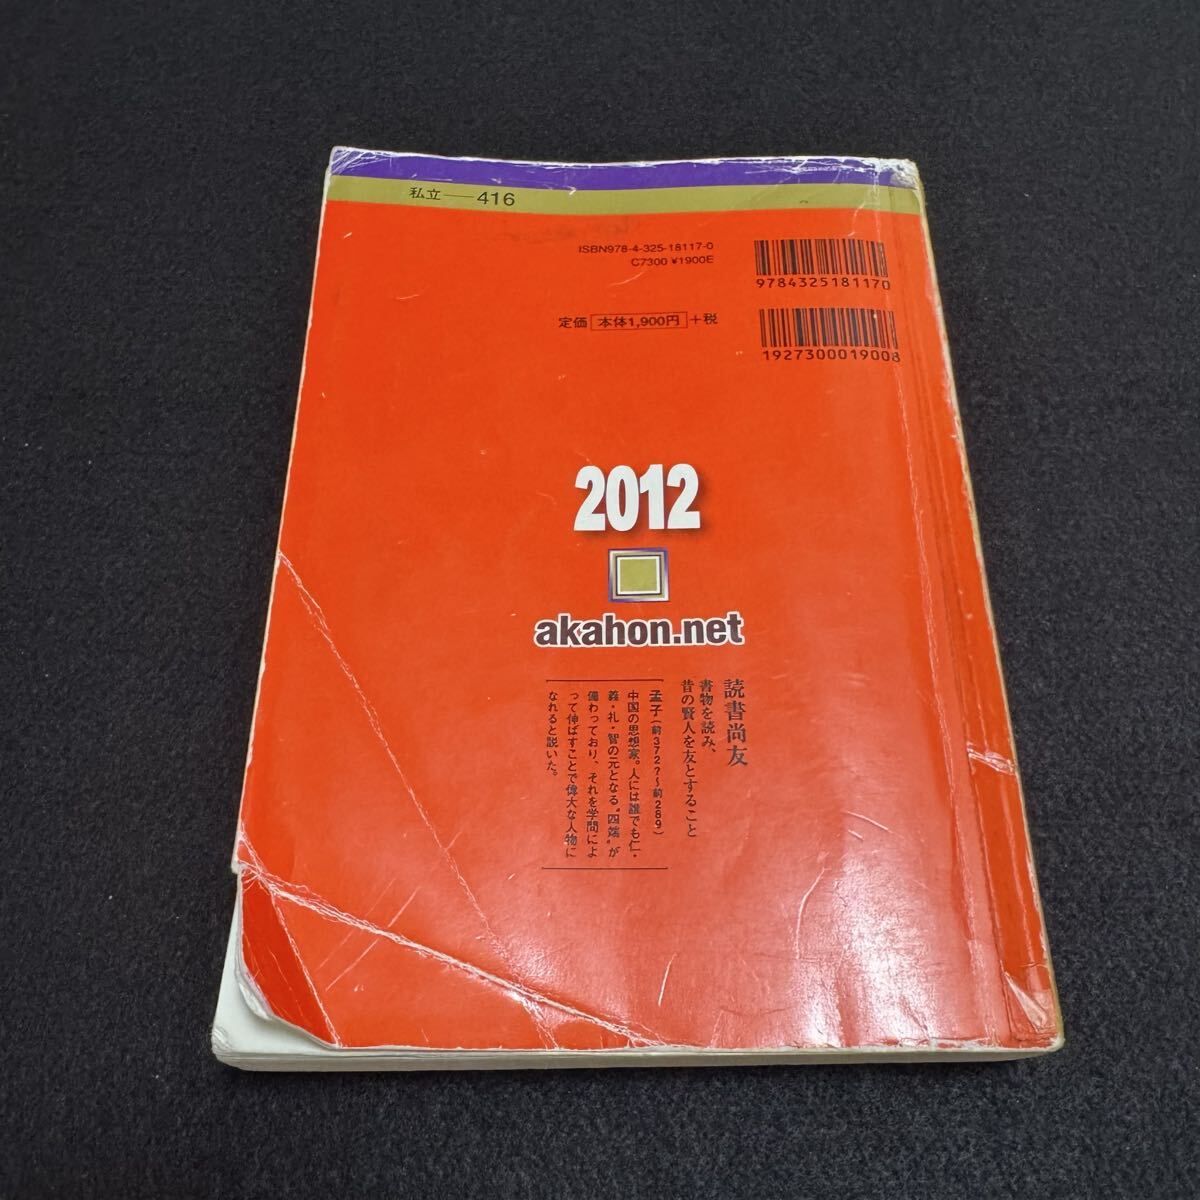 私立―416
ISBN978-4-325-18117-0
C7300 ¥1900E
9784325181170
定価 本体1,900円 +税
1927300019008
2012
akahon.net
読書尚友
書物を読み、
昔の賢人を友とすること
孟子(前372?～前289)
中国の思想家。人には誰でも仁・
義・礼・智の元となる“四端”が
備わっており、それを学問によ
って伸ばすことで偉大な人物に
なれると説いた。